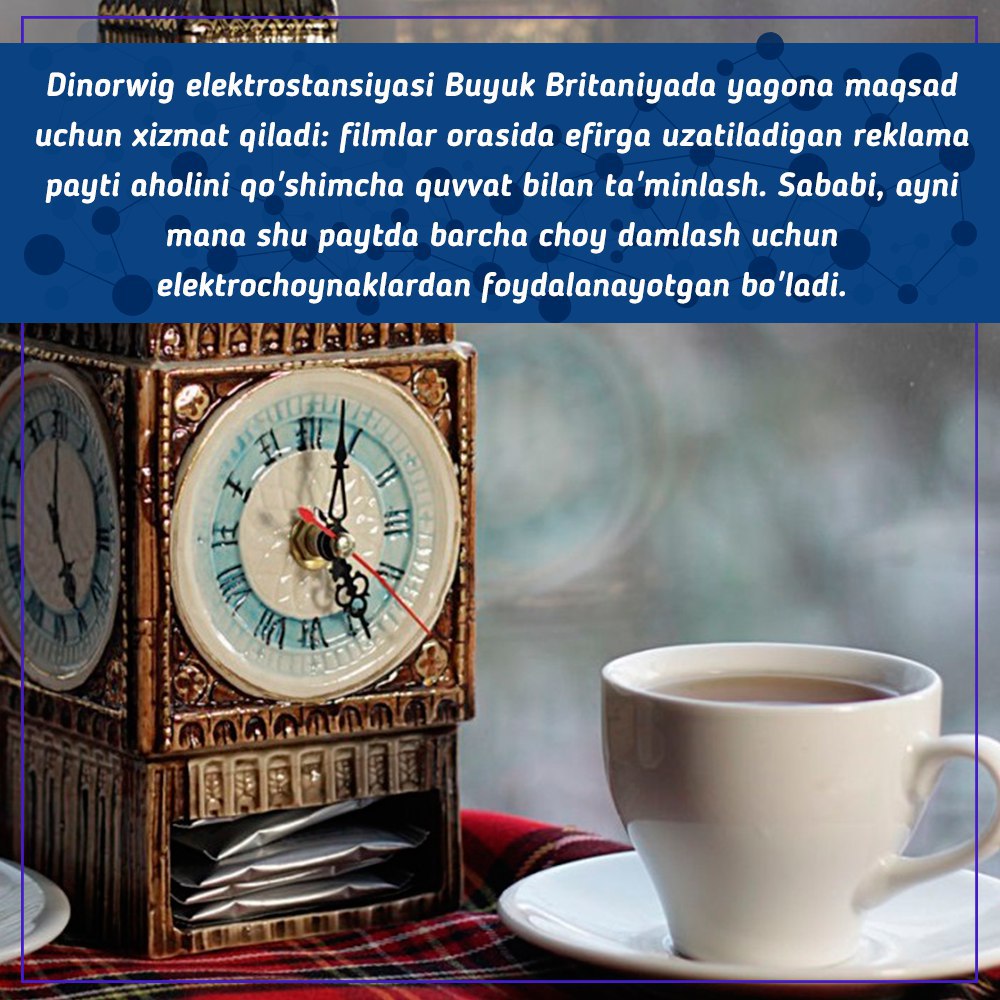 Dinorwig elektrostansiyasi Buyuk Britaniyada yagona maqsad
uchun xizmat qiladi: filmlar orasida efirga uzatiladigan reklama
payti aholini qo'shimcha quvvat bilan ta'minlash. Sababi, ayni
mana shu paytda barcha choy damlash uchun
elektrochoynaklardan foydalanayotgan bo'ladi.